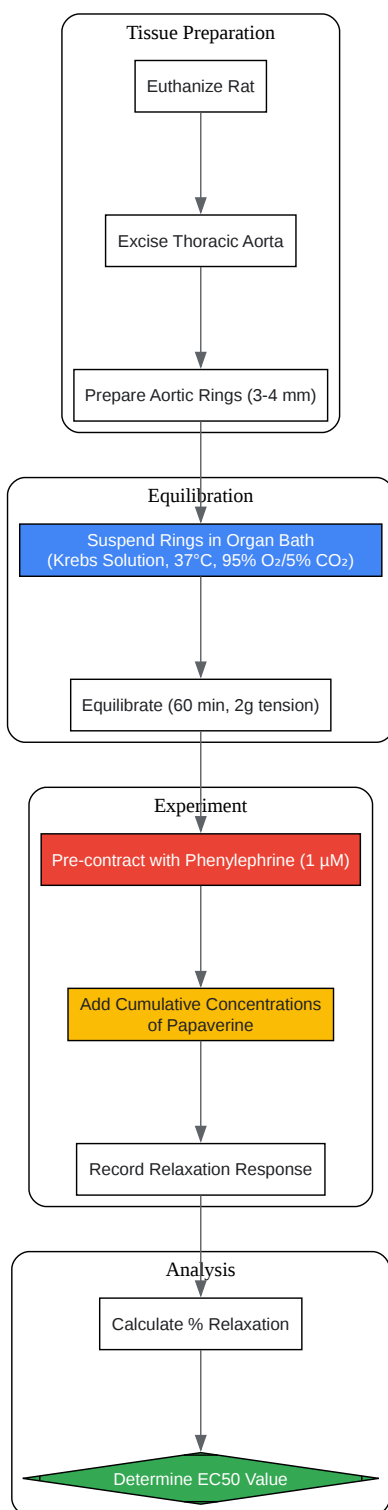 Tissue Preparation
Euthanize Rat
Excise Thoracic Aorta
Prepare Aortic Rings (3-4 mm)
Equilibration
Suspend Rings in Organ Bath
(Krebs Solution, 37°C, 95% O₂/5% CO₂)
Equilibrate (60 min, 2g tension)
Experiment
Pre-contract with Phenylephrine (1 µM)
Add Cumulative Concentrations
of Papaverine
Record Relaxation Response
Analysis
Calculate % Relaxation
Determine EC50 Value